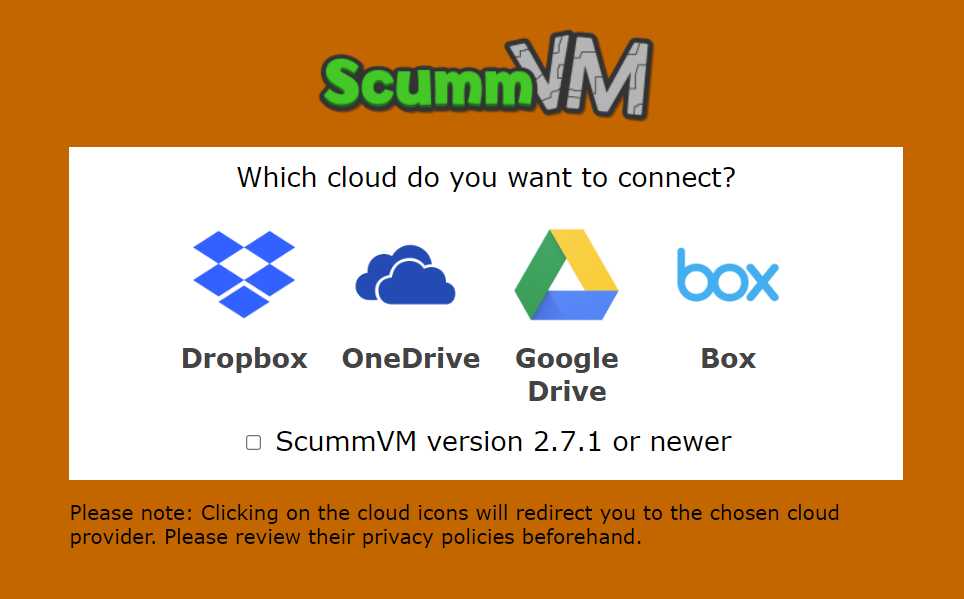 ScummVM
Which cloud do you want to connect?
box
Dropbox OneDrive Google Drive Box
ScummVM version 2.7.1 or newer
Please note: Clicking on the cloud icons will redirect you to the chosen cloud
provider. Please review their privacy policies beforehand.